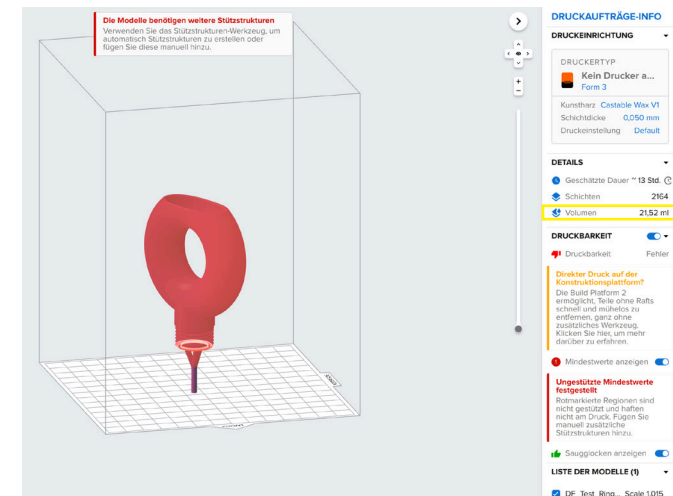 Die Modelle benötigen weitere Stützstrukturen
Verwenden Sie das Stützstrukturen-Werkzeug, um
automatisch Stützstrukturen zu erstellen oder
fügen Sie diese manuell hinzu.
DRUCKAUFTRÄGE-INFO
DRUCKEINRICHTUNG
DRUCKERTYP
Kein Drucker a...
Form 3
Kunstharz Castable Wax V1
Schichtdicke 0,050 mm
Druckeinstellung Default
DETAILS
Geschätzte Dauer ~ 13 Std.
Schichten 2164
Volumen 21,52 ml
DRUCKBARKEIT
Druckbarkeit Fehler
Direkter Druck auf der
Konstruktionsplattform?
Die Build Platform 2
ermöglicht, Teile ohne Rafts
schnell und mühelos zu
entfernen, ganz ohne
zusätzliches Werkzeug.
Klicken Sie hier, um mehr
darüber zu erfahren.
Mindestwerte anzeigen
Ungestützte Mindestwerte
festgestellt
Rotmarkierte Regionen sind
nicht gestützt und haften
nicht am Druck. Fügen Sie
manuell zusätzliche
Stützstrukturen hinzu.
Saugglocken anzeigen
LISTE DER MODELLE (1)
DF_Test_Ring... Scale 1.015